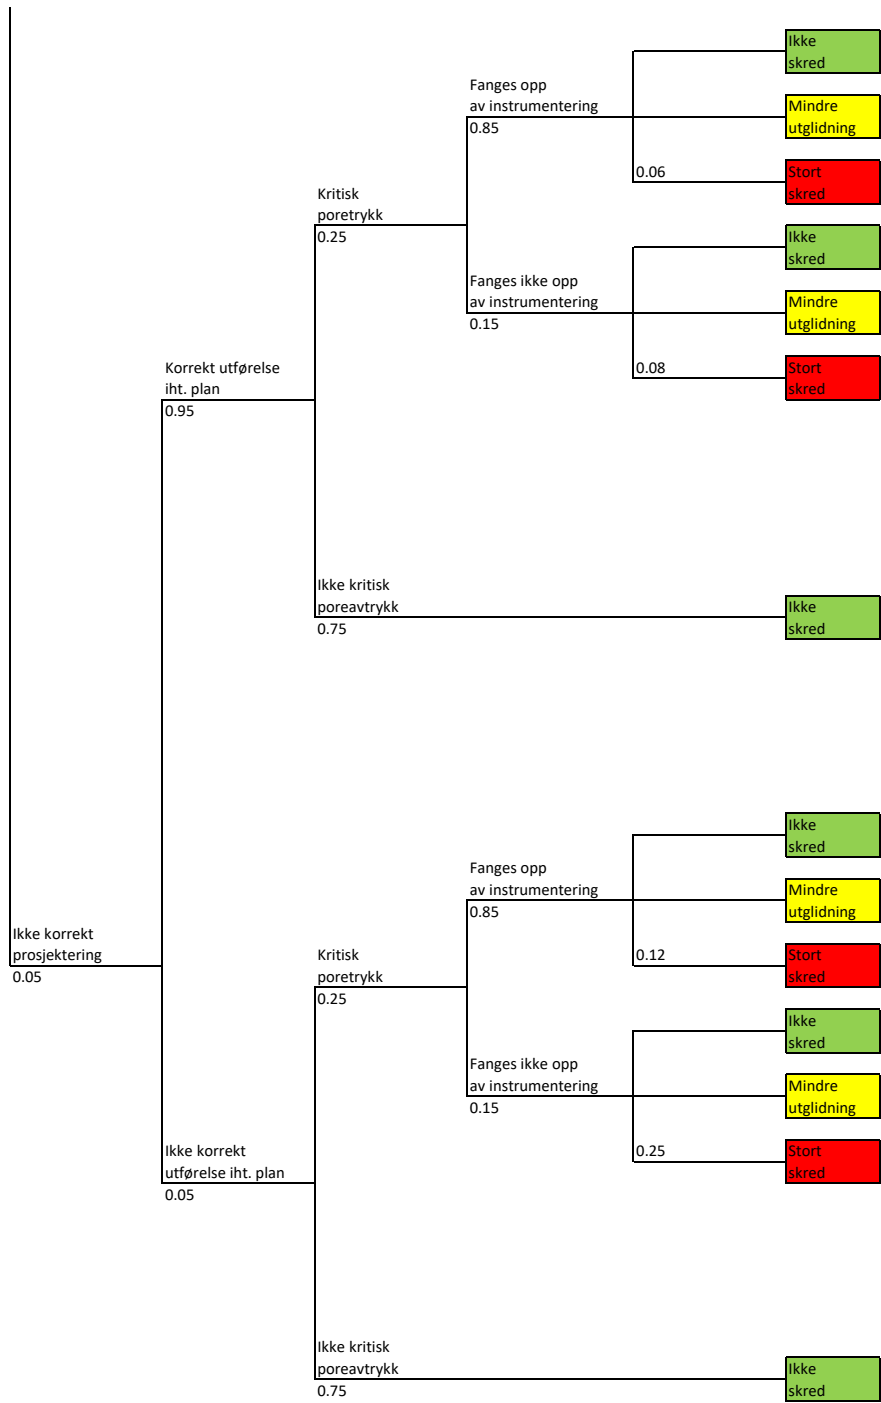 Ikke
skred
Fanges opp
av instrumentering
0.85
Mindre
utglidning
0.06
Stort
skred
Kritisk
poretrykk
0.25
Ikke
skred
Fanges ikke opp
av instrumentering
0.15
Mindre
utglidning
0.08
Stort
skred
Korrekt utførelse
iht. plan
0.95
Ikke kritisk
poreavtrykk
0.75
Ikke
skred
Ikke
skred
Fanges opp
av instrumentering
0.85
Mindre
utglidning
Ikke korrekt
prosjektering
0.05
Kritisk
poretrykk
0.25
0.12
Stort
skred
Ikke
skred
Fanges ikke opp
av instrumentering
0.15
Mindre
utglidning
Ikke korrekt
utførelse iht. plan
0.05
0.25
Stort
skred
Ikke kritisk
poreavtrykk
0.75
Ikke
skred